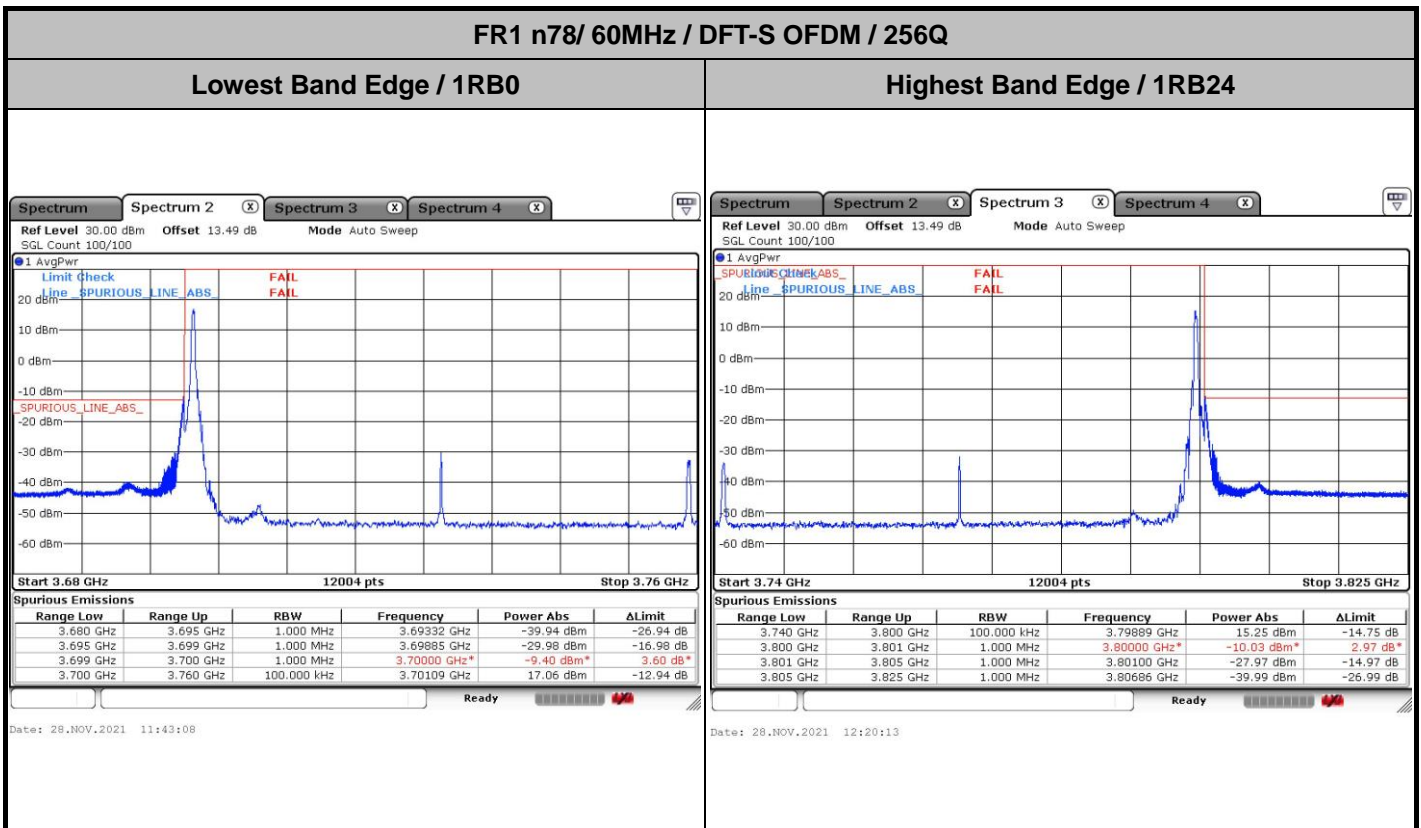 FR1 n78/ 60MHz / DFT-S OFDM / 256Q
Lowest Band Edge / 1RB0
Highest Band Edge / 1RB24
Spectrum
Spectrum 2
Spectrum 3
Spectrum 4
Ref Level 30.00 dBm Offset 13.49 dB Mode Auto Sweep
SGL Count 100/100
1 AvgPwr
Limit Check FAIL
Line _SPURIOUS_LINE_ABS_ FAIL
20 dBm
10 dBm
0 dBm
-10 dBm
_SPURIOUS_LINE_ABS_
-20 dBm
-30 dBm
-40 dBm
-50 dBm
-60 dBm
Start 3.68 GHz 12004 pts Stop 3.76 GHz
Spurious Emissions
Range Low Range Up RBW Frequency Power Abs ΔLimit
3.680 GHz 3.695 GHz 1.000 MHz 3.69332 GHz -39.94 dBm -26.94 dB
3.695 GHz 3.699 GHz 1.000 MHz 3.69885 GHz -29.98 dBm -16.98 dB
3.699 GHz 3.700 GHz 1.000 MHz 3.70000 GHz* -9.40 dBm* 3.60 dB*
3.700 GHz 3.760 GHz 100.000 kHz 3.70109 GHz 17.06 dBm -12.94 dB
Ready
Date: 28.NOV.2021 11:43:08
Spectrum
Spectrum 2
Spectrum 3
Spectrum 4
Ref Level 30.00 dBm Offset 13.49 dB Mode Auto Sweep
SGL Count 100/100
1 AvgPwr
_SPURIOUS_LINE_ABS_
Limit Check FAIL
Line _SPURIOUS_LINE_ABS_ FAIL
20 dBm
10 dBm
0 dBm
-10 dBm
-20 dBm
-30 dBm
-40 dBm
-50 dBm
-60 dBm
Start 3.74 GHz 12004 pts Stop 3.825 GHz
Spurious Emissions
Range Low Range Up RBW Frequency Power Abs ΔLimit
3.740 GHz 3.800 GHz 100.000 kHz 3.79889 GHz 15.25 dBm -14.75 dB
3.800 GHz 3.801 GHz 1.000 MHz 3.80000 GHz* -10.03 dBm* 2.97 dB*
3.801 GHz 3.805 GHz 1.000 MHz 3.80100 GHz -27.97 dBm -14.97 dB
3.805 GHz 3.825 GHz 1.000 MHz 3.80686 GHz -39.99 dBm -26.99 dB
Ready
Date: 28.NOV.2021 12:20:13